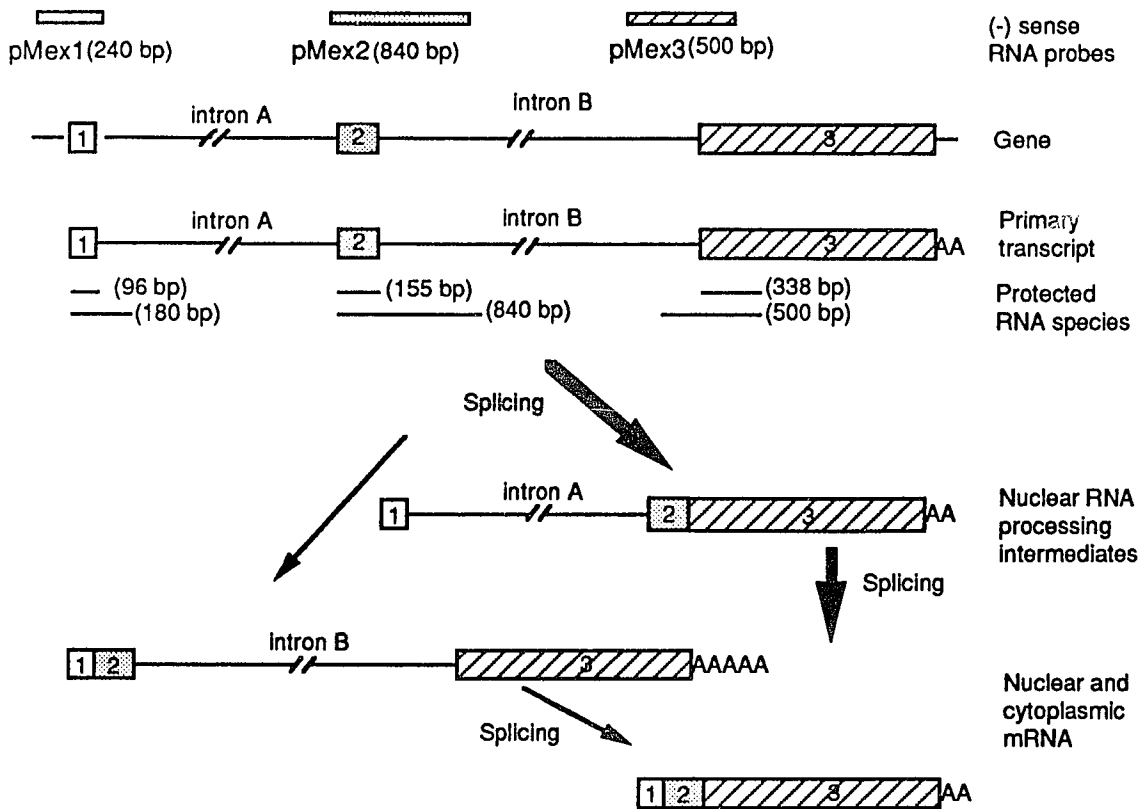 pMex1(240 bp)
pMex2(840 bp)
pMex3(500 bp)
(-) sense
RNA probes
intron A
intron B
1
2
3
Gene
intron A
intron B
1
2
3
AA
Primary
transcript
(96 bp)
(155 bp)
(338 bp)
(180 bp)
(840 bp)
(500 bp)
Protected
RNA species
Splicing
intron A
1
2
3
AA
Nuclear RNA
processing
intermediates
Splicing
intron B
1
2
3
AAAAA
Splicing
Nuclear and
cytoplasmic
mRNA
1
2
3
AA